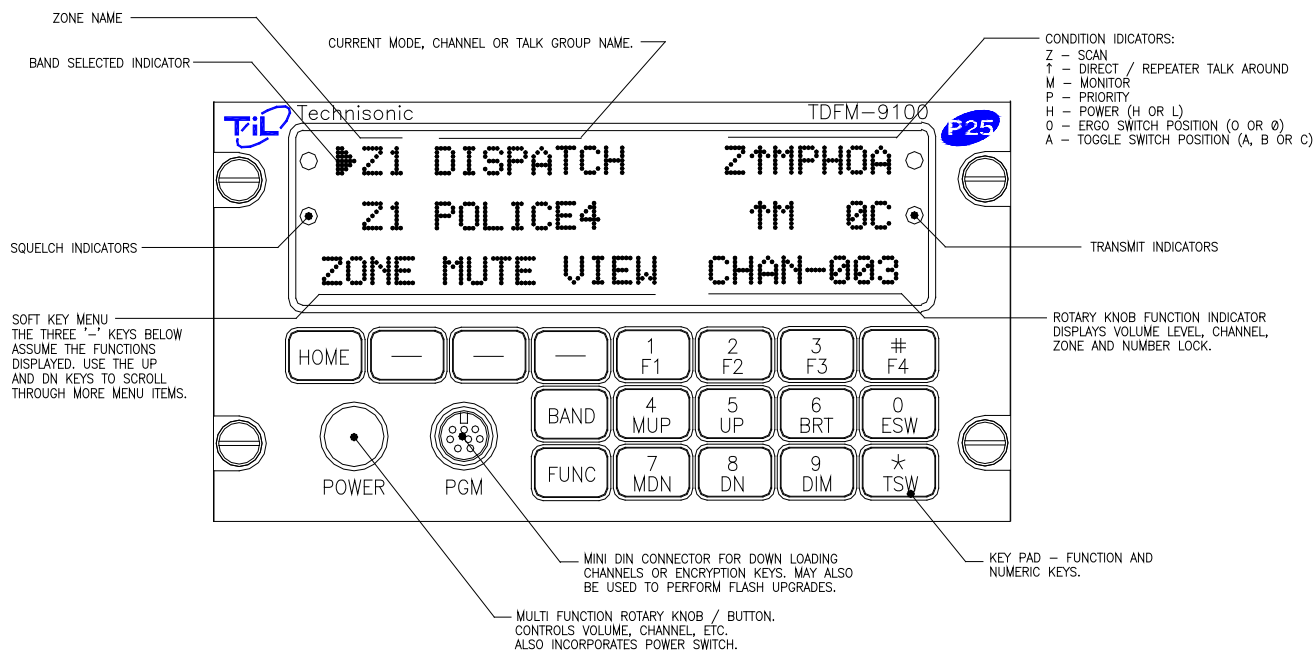 ZONE NAME
CURRENT MODE, CHANNEL OR TALK GROUP NAME.
BAND SELECTED INDICATOR
CONDITION IDICATORS:
Z – SCAN
↑ – DIRECT / REPEATER TALK AROUND
M – MONITOR
P – PRIORITY
H – POWER (H OR L)
O – ERGO SWITCH POSITION (O OR Ø)
A – TOGGLE SWITCH POSITION (A, B OR C)
TiL Technisonic TDFM-9100 P25
Z1 DISPATCH Z↑MPHOA
Z1 POLICE4 ↑M ØC
ZONE MUTE VIEW CHAN-003
SQUELCH INDICATORS
TRANSMIT INDICATORS
SOFT KEY MENU
THE THREE '–' KEYS BELOW
ASSUME THE FUNCTIONS
DISPLAYED. USE THE UP
AND DN KEYS TO SCROLL
THROUGH MORE MENU ITEMS.
ROTARY KNOB FUNCTION INDICATOR
DISPLAYS VOLUME LEVEL, CHANNEL,
ZONE AND NUMBER LOCK.
HOME — — — 1 2 3 #
F1 F2 F3 F4
BAND 4 5 6 0
MUP UP BRT ESW
FUNC 7 8 9 *
MDN DN DIM TSW
POWER PGM
MINI DIN CONNECTOR FOR DOWN LOADING
CHANNELS OR ENCRYPTION KEYS. MAY ALSO
BE USED TO PERFORM FLASH UPGRADES.
KEY PAD – FUNCTION AND
NUMERIC KEYS.
MULTI FUNCTION ROTARY KNOB / BUTTON.
CONTROLS VOLUME, CHANNEL, ETC.
ALSO INCORPORATES POWER SWITCH.